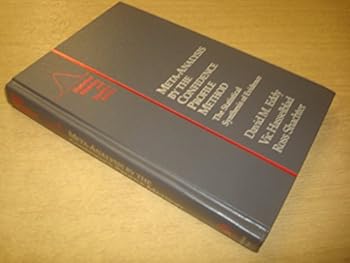 META-ANALYSIS
BY THE
CONFIDENCE
PROFILE
METHOD
The Statistical
Synthesis of Evidence
David M. Eddy
Vic Hasselblad
Ross Shachter
META-ANALYSIS BY THE